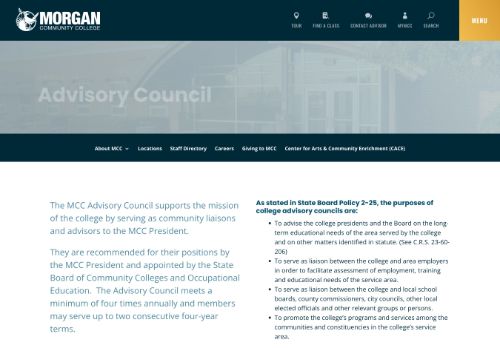 MORGAN
COMMUNITY COLLEGE
TOUR
FIND A CLASS
CONTACT ADVISOR
MYMCC
SEARCH
MENU
Advisory Council
About MCC
Locations
Staff Directory
Careers
Giving to MCC
Center for Arts & Community Enrichment (CACE)
The MCC Advisory Council supports the mission
of the college by serving as community liaisons
and advisors to the MCC President.
They are recommended for their positions by
the MCC President and appointed by the State
Board of Community Colleges and Occupational
Education.  The Advisory Council meets a
minimum of four times annually and members
may serve up to two consecutive four-year
terms.
As stated in State Board Policy 2-25, the purposes of
college advisory councils are:
To advise the college presidents and the Board on the long-
term educational needs of the area served by the college
and on other matters identified in statute. (See C.R.S. 23-60-
206)
To serve as liaison between the college and area employers
in order to facilitate assessment of employment, training
and educational needs of the service area.
To serve as liaison between the college and local school
boards, county commissioners, city councils, other local
elected officials and other relevant groups or persons.
To promote the college's programs and services among the
communities and constituencies in the college's service
area.